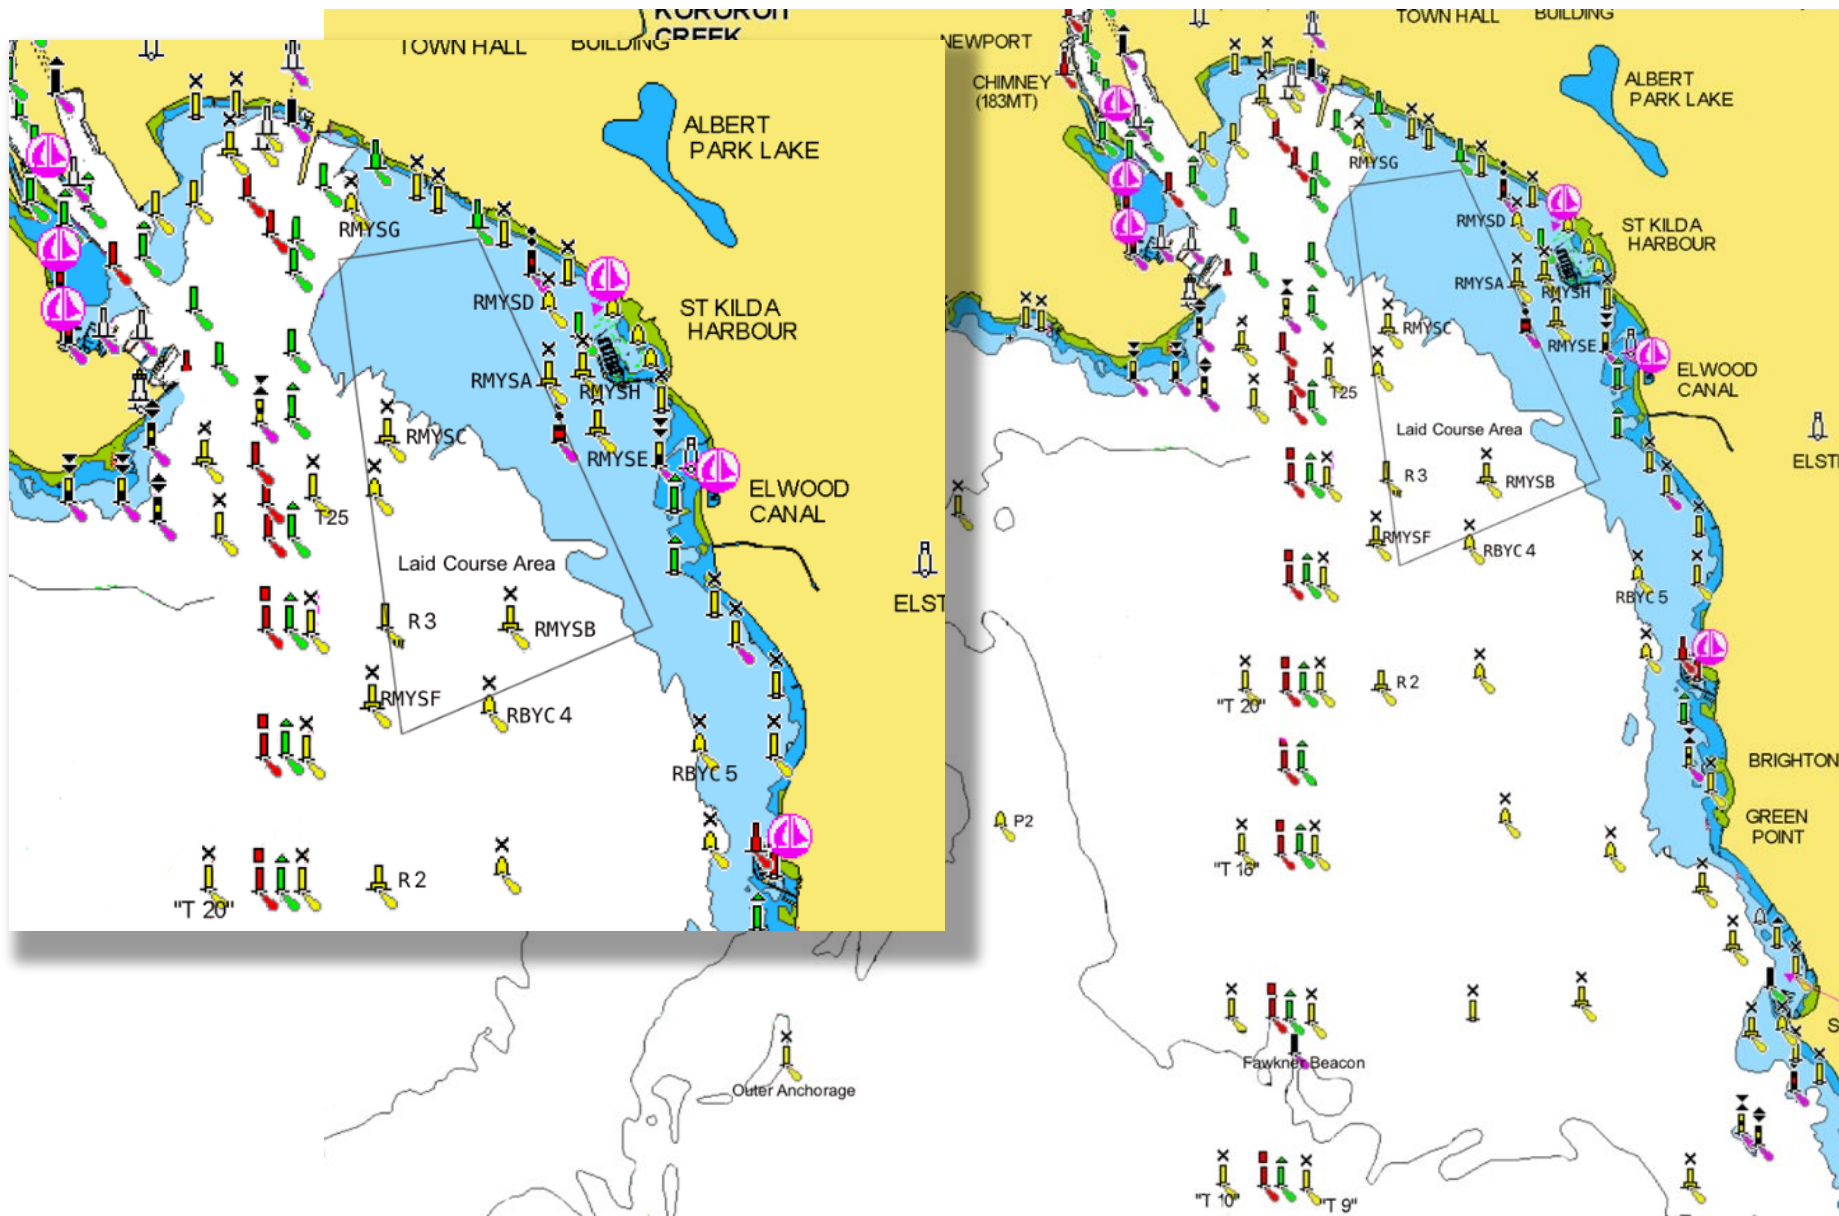 KOROROIT
CREEK
TOWN HALL
BUILDING
ALBERT
PARK LAKE
RMYSG
RMYSD
ST KILDA
HARBOUR
RMYSA
RMYSH
RMYSC
RMYSE
ELWOOD
CANAL
T25
Laid Course Area
ELST
R 3
RMYSB
RMYSF
RBYC 4
RBYC 5
R 2
"T 20"
TOWN HALL
BUILDING
NEWPORT
CHIMNEY
(183MT)
ALBERT
PARK LAKE
RMYSG
RMYSD
ST KILDA
HARBOUR
RMYSA
RMYSH
RMYSC
RMYSE
ELWOOD
CANAL
T25
Laid Course Area
R 3
RMYSB
RMYSF
RBYC 4
RBYC 5
"T 20"
R 2
BRIGHTON
P2
GREEN
POINT
"T 16"
S
Fawkner Beacon
Outer Anchorage
"T 10"
"T 9"